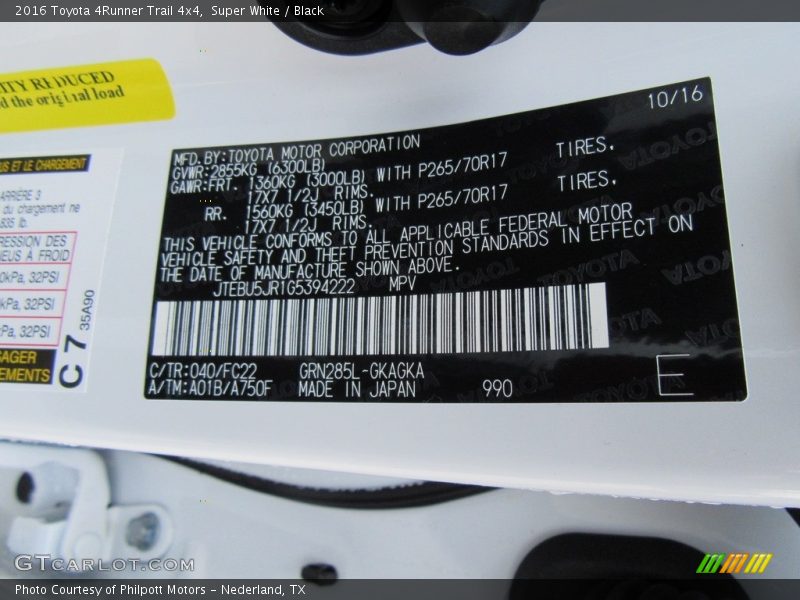 2016 Toyota 4Runner Trail 4x4, Super White / Black
ITY REDUCED
d the original load
US ET LE CHARGEMENT
ARRIÈRE 3
du chargement ne
835 lb.
RESSION DES
NEUS À FROID
0kPa, 32PSI
kPa, 32PSI
Pa, 32PSI
SAGER
EMENTS
C7 35A90
10/16
MFD.BY:TOYOTA MOTOR CORPORATION
GVWR:2855KG (6300LB)
GAWR:FRT. 1360KG (3000LB) WITH P265/70R17 TIRES.
17X7 1/2J RIMS.
RR. 1560KG (3450LB) WITH P265/70R17 TIRES,
17X7 1/2J RIMS.
THIS VEHICLE CONFORMS TO ALL APPLICABLE FEDERAL MOTOR
VEHICLE SAFETY AND THEFT PREVENTION STANDARDS IN EFFECT ON
THE DATE OF MANUFACTURE SHOWN ABOVE.
JTEBU5JR1G5394222 MPV
C/TR:040/FC22 GRN285L-GKAGKA
A/TM:A01B/A750F MADE IN JAPAN 990 E
GTCARLOT.COM
Photo Courtesy of Philpott Motors - Nederland, TX